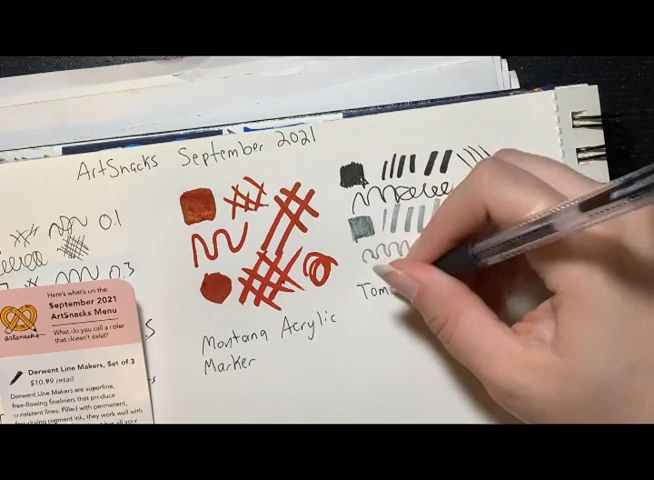 ArtSnacks September 2021
0.1
0.3
Montana Acrylic
Marker
Tom
Here's what's on the
September 2021
ArtSnacks Menu
What do you call a color
that doesn't exist?
artsnacks
Derwent Line Makers, Set of 3
$10.99 retail
Derwent Line Makers are superfine,
free-flowing fineliners that produce
consistent lines. Filled with permanent,